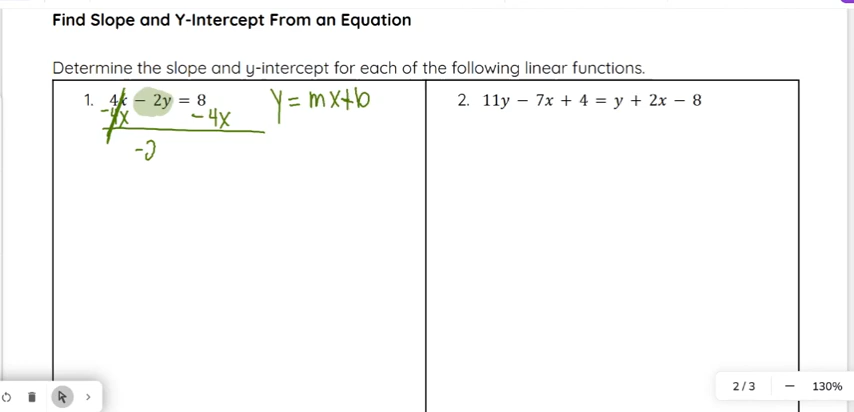 Find Slope and Y-Intercept From an Equation
Determine the slope and y-intercept for each of the following linear functions.
1. 4x − 2y = 8
y = mx+b
-4x
-4x
-2
2. 11y − 7x + 4 = y + 2x − 8
2 / 3
130%